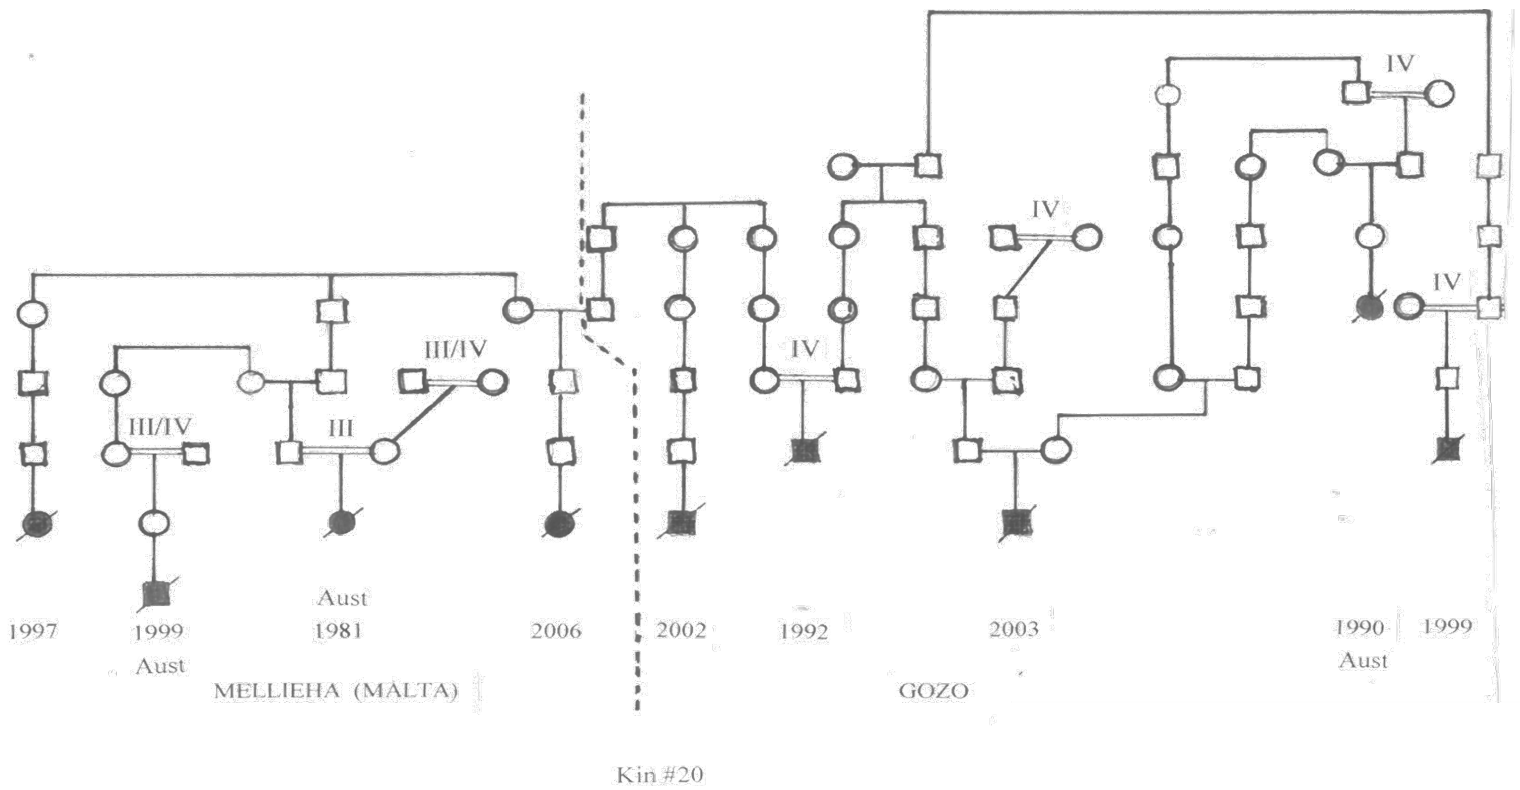 IV
IV
IV
III/IV
IV
III/IV
III
Aust
1997 1999 1981 2006 2002 1992 2003 1990 1999
Aust Aust
MELLIEHA (MALTA) GOZO
Kin #20